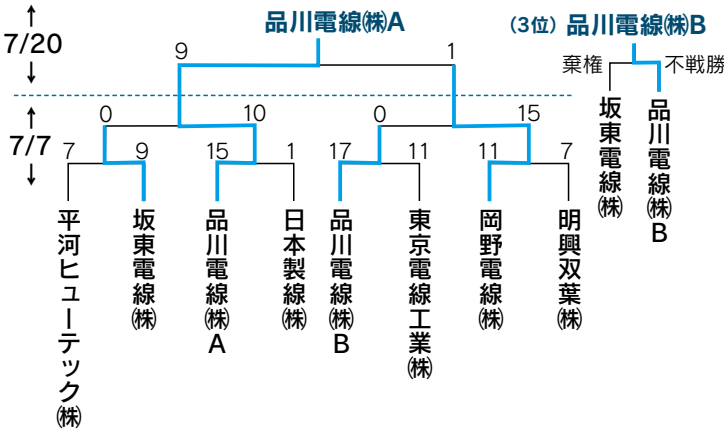 品川電線㈱A
(3位) 品川電線㈱B
7/20
9
1
棄権
不戦勝
坂東電線㈱
品川電線㈱B
7/7
0
10
0
15
7
9
15
1
17
11
11
7
平河ヒューテック㈱
坂東電線㈱
品川電線㈱A
日本製線㈱
品川電線㈱B
東京電線工業㈱
岡野電線㈱
明興双葉㈱